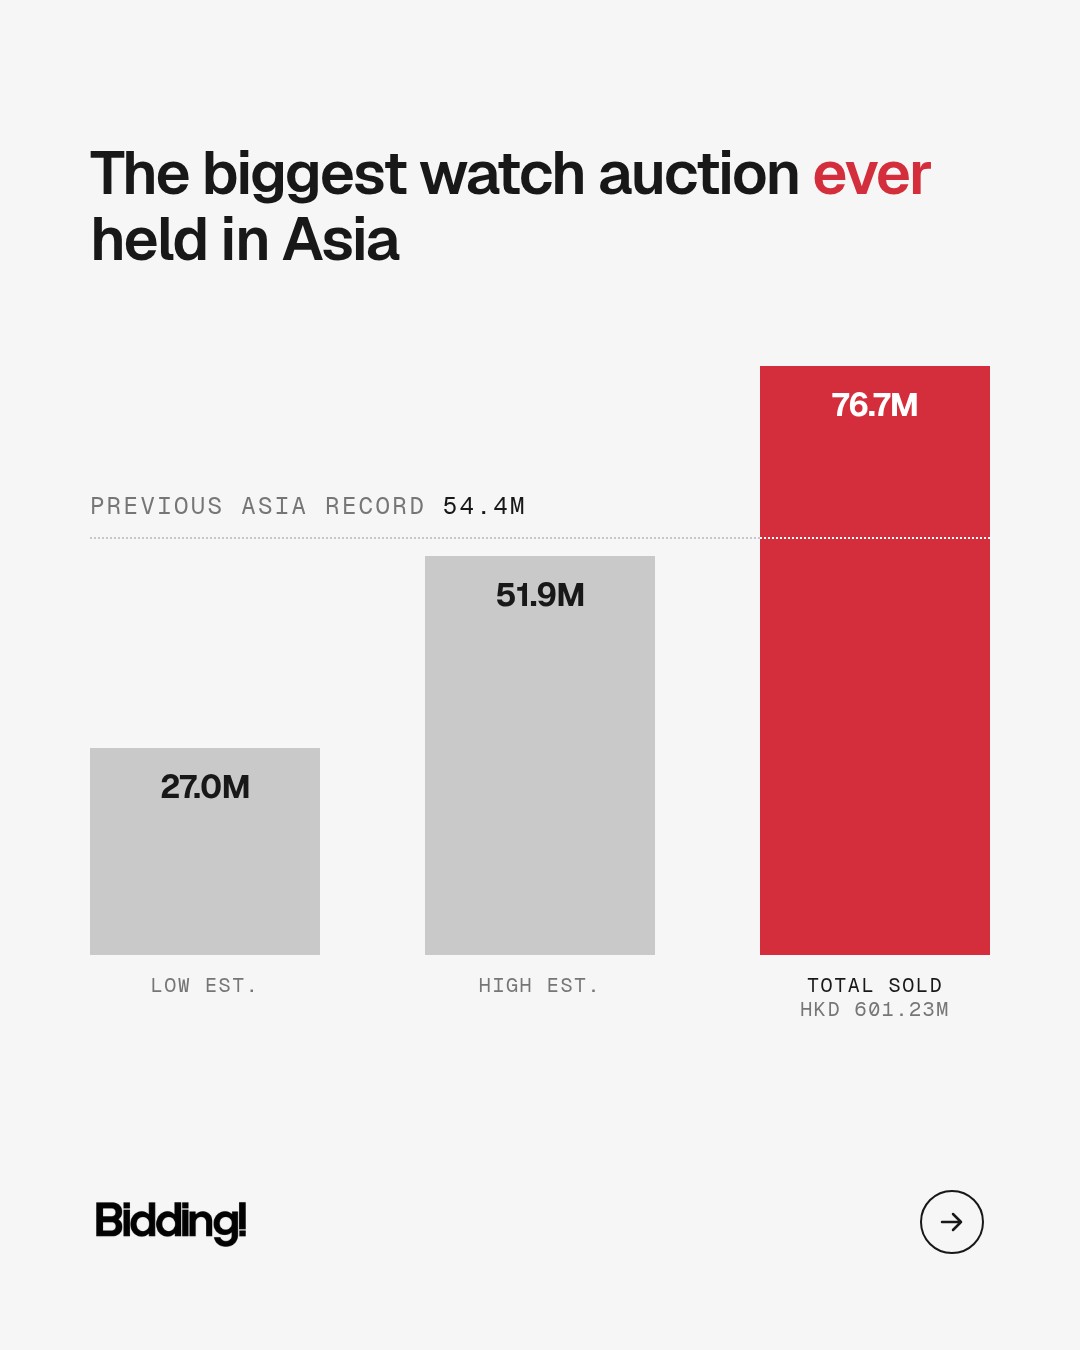 The biggest watch auction ever
held in Asia
76.7M
PREVIOUS ASIA RECORD 54.4M
51.9M
27.0M
LOW EST.
HIGH EST.
TOTAL SOLD
HKD 601.23M
Bidding!